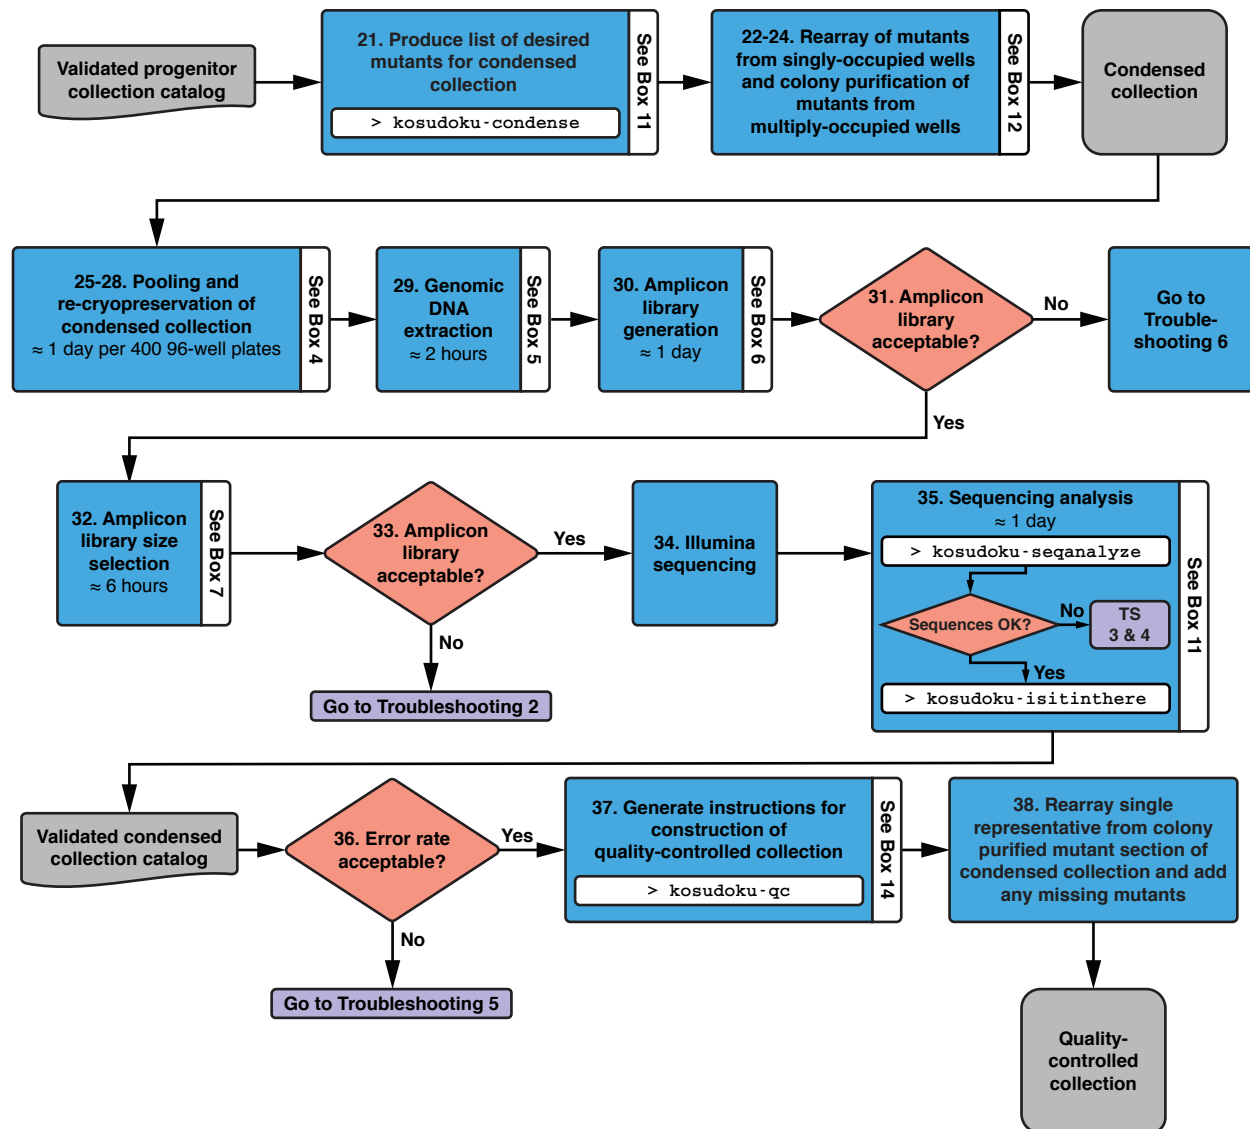 Validated progenitor
collection catalog
21. Produce list of desired
mutants for condensed
collection
> kosudoku-condense
See Box 11
22-24. Rearray of mutants
from singly-occupied wells
and colony purification of
mutants from
multiply-occupied wells
See Box 12
Condensed
collection
25-28. Pooling and
re-cryopreservation of
condensed collection
≈ 1 day per 400 96-well plates
See Box 4
29. Genomic
DNA
extraction
≈ 2 hours
See Box 5
30. Amplicon
library
generation
≈ 1 day
See Box 6
31. Amplicon
library
acceptable?
No
Go to
Trouble-
shooting 6
Yes
32. Amplicon
library size
selection
≈ 6 hours
See Box 7
33. Amplicon
library
acceptable?
Yes
No
Go to Troubleshooting 2
34. Illumina
sequencing
35. Sequencing analysis
≈ 1 day
> kosudoku-seqanalyze
Sequences OK?
No
TS
3 & 4
Yes
> kosudoku-isitinthere
See Box 11
Validated condensed
collection catalog
36. Error rate
acceptable?
Yes
No
Go to Troubleshooting 5
37. Generate instructions for
construction of
quality-controlled collection
> kosudoku-qc
See Box 14
38. Rearray single
representative from colony
purified mutant section of
condensed collection and add
any missing mutants
Quality-
controlled
collection